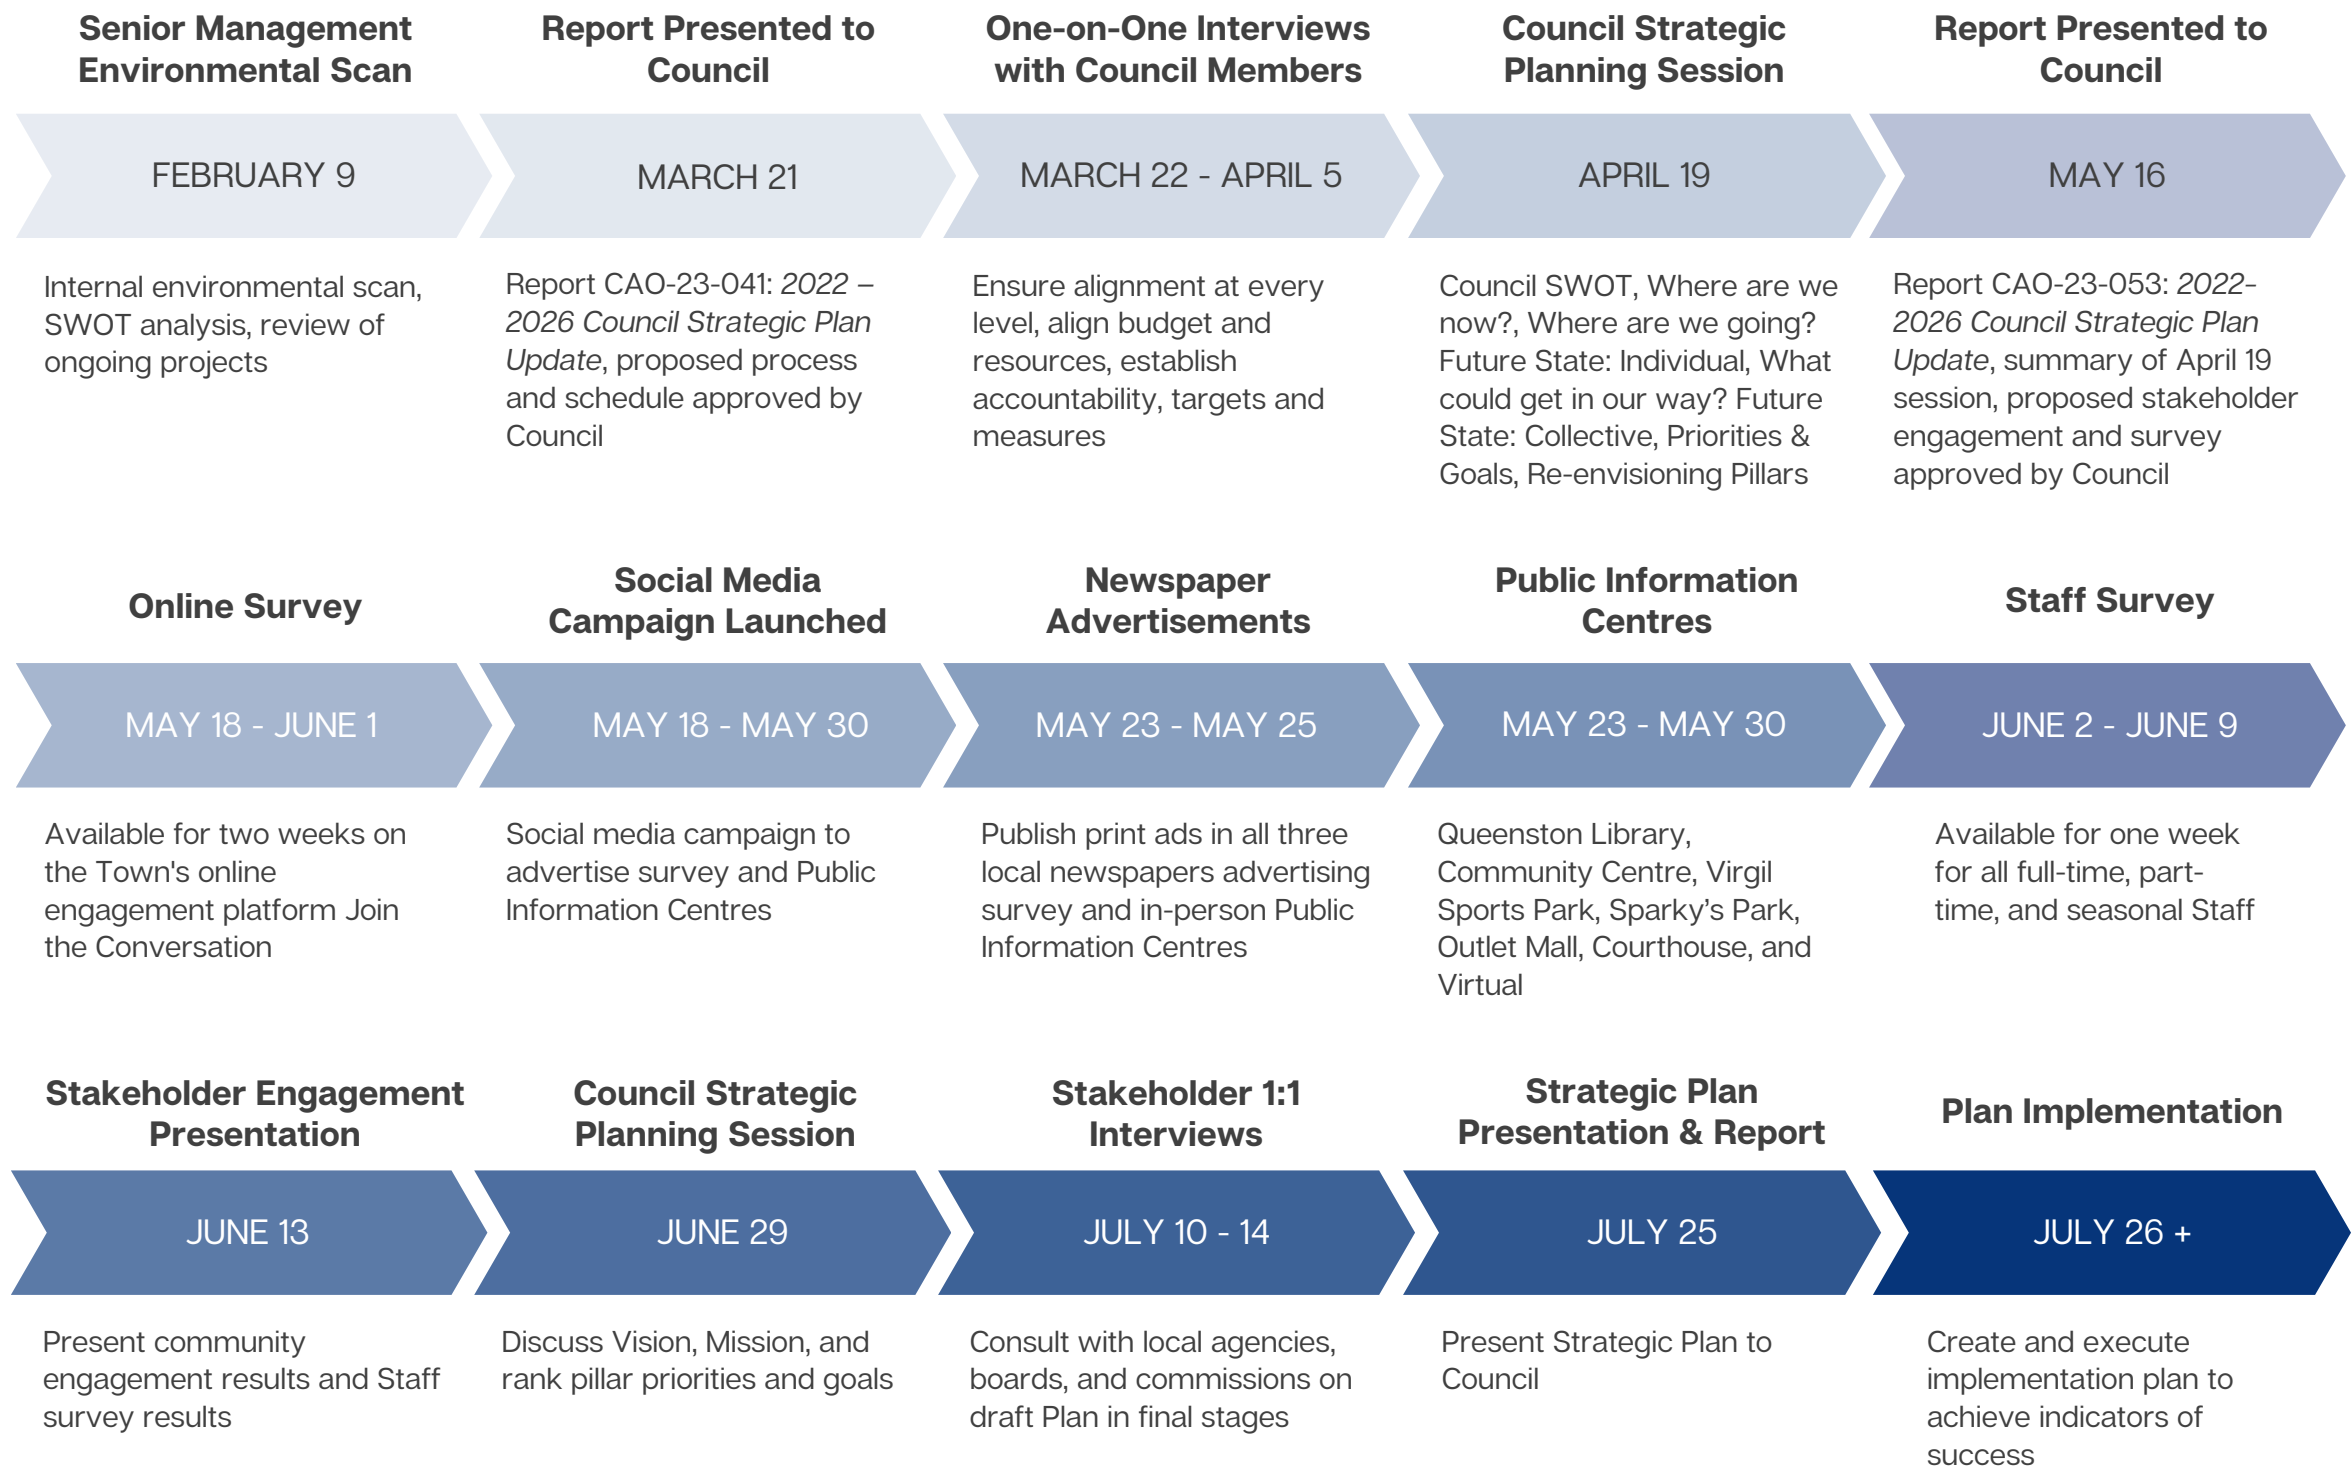 Senior Management
Environmental Scan
FEBRUARY 9
Internal environmental scan,
SWOT analysis, review of
ongoing projects
Report Presented to
Council
MARCH 21
Report CAO-23-041: 2022 –
2026 Council Strategic Plan
Update, proposed process
and schedule approved by
Council
One-on-One Interviews
with Council Members
MARCH 22 - APRIL 5
Ensure alignment at every
level, align budget and
resources, establish
accountability, targets and
measures
Council Strategic
Planning Session
APRIL 19
Council SWOT, Where are we
now?, Where are we going?
Future State: Individual, What
could get in our way? Future
State: Collective, Priorities &
Goals, Re-envisioning Pillars
Report Presented to
Council
MAY 16
Report CAO-23-053: 2022-
2026 Council Strategic Plan
Update, summary of April 19
session, proposed stakeholder
engagement and survey
approved by Council
Online Survey
MAY 18 - JUNE 1
Available for two weeks on
the Town's online
engagement platform Join
the Conversation
Social Media
Campaign Launched
MAY 18 - MAY 30
Social media campaign to
advertise survey and Public
Information Centres
Newspaper
Advertisements
MAY 23 - MAY 25
Publish print ads in all three
local newspapers advertising
survey and in-person Public
Information Centres
Public Information
Centres
MAY 23 - MAY 30
Queenston Library,
Community Centre, Virgil
Sports Park, Sparky’s Park,
Outlet Mall, Courthouse, and
Virtual
Staff Survey
JUNE 2 - JUNE 9
Available for one week
for all full-time, part-
time, and seasonal Staff
Stakeholder Engagement
Presentation
JUNE 13
Present community
engagement results and Staff
survey results
Council Strategic
Planning Session
JUNE 29
Discuss Vision, Mission, and
rank pillar priorities and goals
Stakeholder 1:1
Interviews
JULY 10 - 14
Consult with local agencies,
boards, and commissions on
draft Plan in final stages
Strategic Plan
Presentation & Report
JULY 25
Present Strategic Plan to
Council
Plan Implementation
JULY 26 +
Create and execute
implementation plan to
achieve indicators of
success